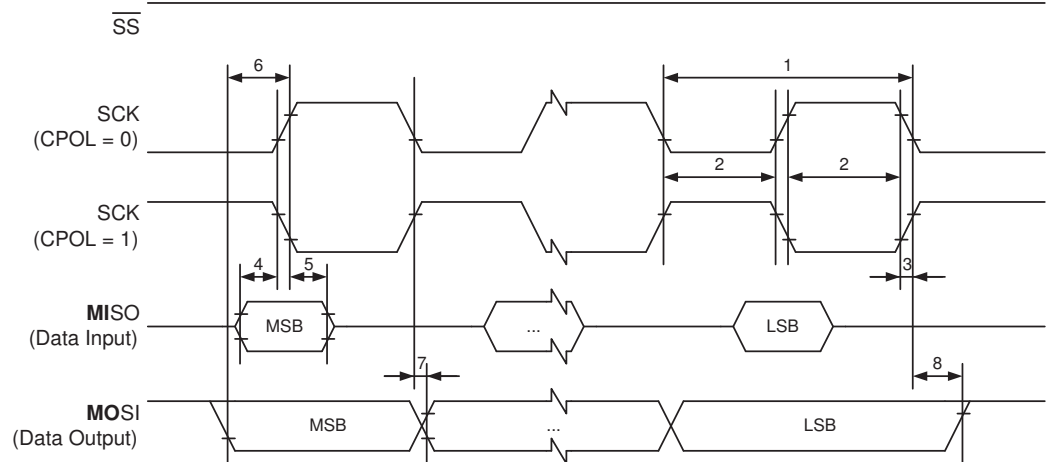 SS
6
1
SCK
(CPOL = 0)
2
2
SCK
(CPOL = 1)
4
5
3
MISO
(Data Input)
MSB
...
LSB
7
8
MOSI
(Data Output)
MSB
...
LSB